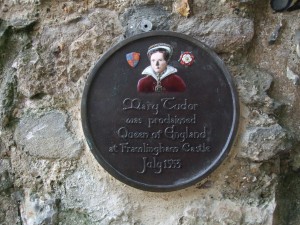 Mary Tudor
was proclaimed
Queen of England
at Framlingham Castle
July 1553